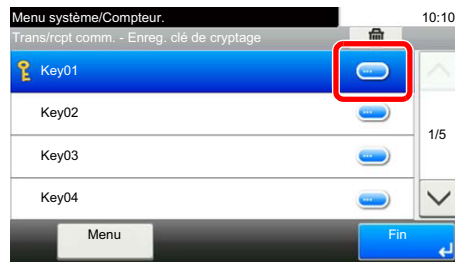 Menu système/Compteur.
10:10
Trans/rcpt comm. - Enreg. clé de cryptage
Key01
Key02
Key03
Key04
1/5
Menu
Fin